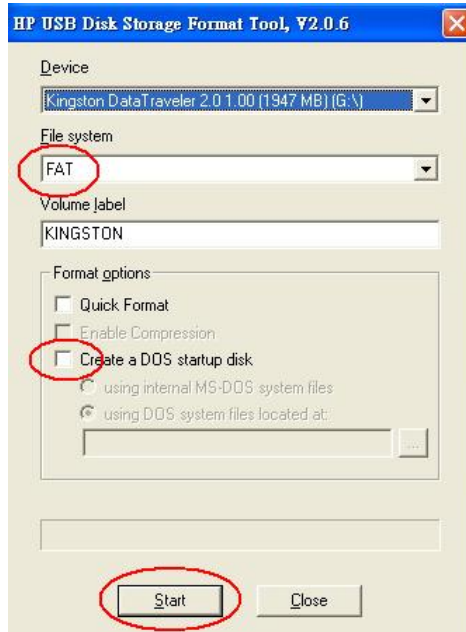 HP USB Disk Storage Format Tool, V2.0.6
Device
Kingston DataTraveler 2.0 1.00 (1947 MB) (G:\)
File system
FAT
Volume label
KINGSTON
Format options
Quick Format
Enable Compression
Create a DOS startup disk
using internal MS-DOS system files
using DOS system files located at:
...
Start
Close